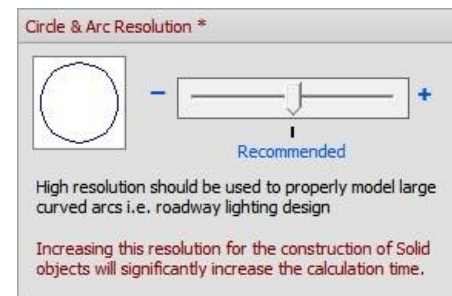 Circle & Arc Resolution *
– +
Recommended
High resolution should be used to properly model large
curved arcs i.e. roadway lighting design
Increasing this resolution for the construction of Solid
objects will significantly increase the calculation time.